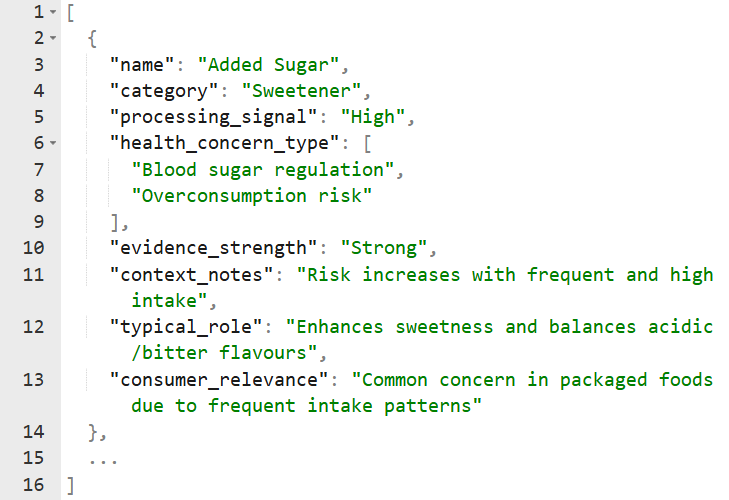 1 [
2 {
3 "name": "Added Sugar",
4 "category": "Sweetener",
5 "processing_signal": "High",
6 "health_concern_type": [
7 "Blood sugar regulation",
8 "Overconsumption risk"
9 ],
10 "evidence_strength": "Strong",
11 "context_notes": "Risk increases with frequent and high
intake",
12 "typical_role": "Enhances sweetness and balances acidic
/bitter flavours",
13 "consumer_relevance": "Common concern in packaged foods
due to frequent intake patterns"
14 },
15 ...
16 ]